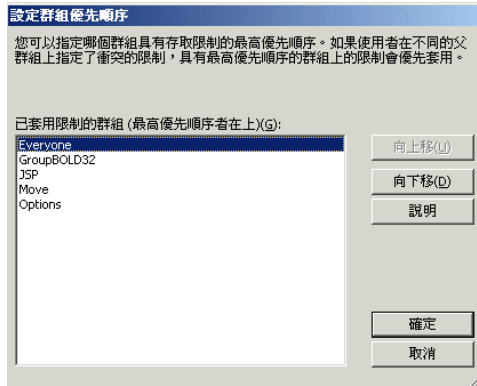 設定群組優先順序
您可以指定哪個群組具有存取限制的最高優先順序。如果使用者在不同的父
群組上指定了衝突的限制，具有最高優先順序的群組上的限制會優先套用。
已套用限制的群組 (最高優先順序者在上)(G):
Everyone
GroupBOLD32
JSP
Move
Options
向上移(U)
向下移(D)
說明
確定
取消